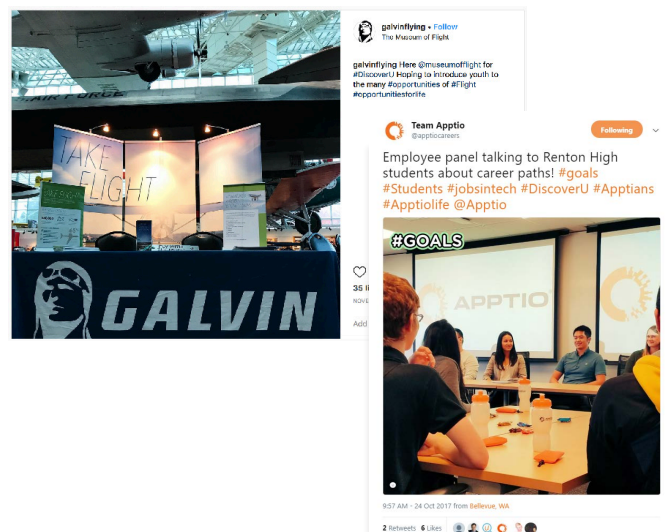 galvinflying • Follow
The Museum of Flight
galvinflying Here @museumofflight for
#DiscoverU Hoping to introduce youth to
the many #opportunities of #Flight
#opportunitiesforlife
AIR FORCE
TAKE
FLIGHT
GALVIN
35 li
NOVE
Add
Team Apptio
@apptiocareers
Following
Employee panel talking to Renton High
students about career paths! #goals
#Students #jobsintech #DiscoverU #Apptians
#Apptiolife @Apptio
#GOALS
APPTIO
9:57 AM - 24 Oct 2017 from Bellevue, WA
2 Retweets 6 Likes